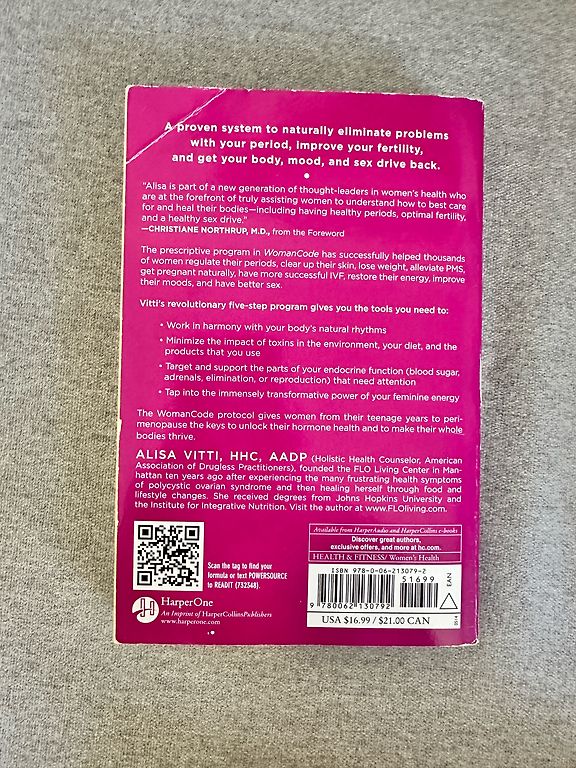 A proven system to naturally eliminate problems
with your period, improve your fertility,
and get your body, mood, and sex drive back.
"Alisa is part of a new generation of thought-leaders in women's health who
are at the forefront of truly assisting women to understand how to best care
for and heal their bodies—including having healthy periods, optimal fertility,
and a healthy sex drive."
—CHRISTIANE NORTHRUP, M.D., from the Foreword
The prescriptive program in WomanCode has successfully helped thousands
of women regulate their periods, clear up their skin, lose weight, alleviate PMS,
get pregnant naturally, have more successful IVF, restore their energy, improve
their moods, and have better sex.
Vitti's revolutionary five-step program gives you the tools you need to:
• Work in harmony with your body's natural rhythms
• Minimize the impact of toxins in the environment, your diet, and the
products that you use
• Target and support the parts of your endocrine function (blood sugar,
adrenals, elimination, or reproduction) that need attention
• Tap into the immensely transformative power of your feminine energy
The WomanCode protocol gives women from their teenage years to peri-
menopause the keys to unlock their hormone health and to make their whole
bodies thrive.
ALISA VITTI, HHC, AADP (Holistic Health Counselor, American
Association of Drugless Practitioners), founded the FLO Living Center in Man-
hattan ten years ago after experiencing the many frustrating health symptoms
of polycystic ovarian syndrome and then healing herself through food and
lifestyle changes. She received degrees from Johns Hopkins University and
the Institute for Integrative Nutrition. Visit the author at www.FLOliving.com.
Scan the tag to find your
formula or text POWERSOURCE
to READIT (732348).
HarperOne
An Imprint of HarperCollinsPublishers
www.harperone.com
Available from HarperAudio and HarperCollins e-books
Discover great authors,
exclusive offers, and more at hc.com.
HEALTH & FITNESS/Women's Health
ISBN 978-0-06-213079-2
51699
EAN
9 780062 130792
USA $16.99 / $21.00 CAN
0514